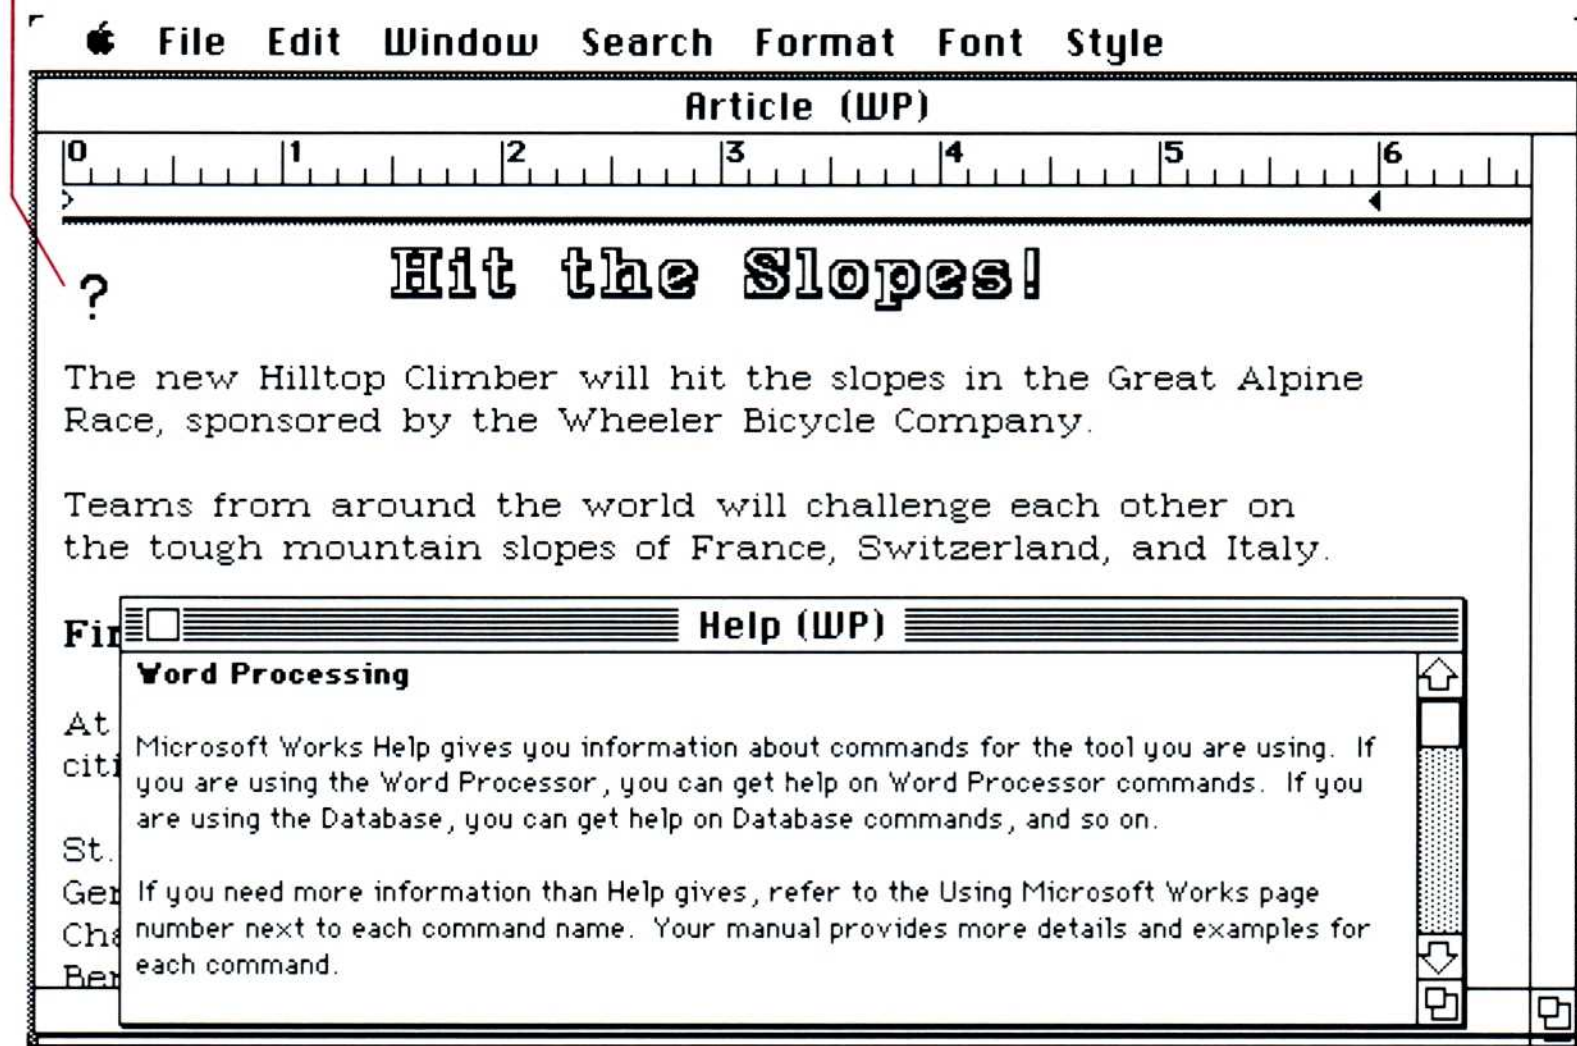 File Edit Window Search Format Font Style
Article (WP)
0 1 2 3 4 5 6
?
Hit the Slopes!
The new Hilltop Climber will hit the slopes in the Great Alpine
Race, sponsored by the Wheeler Bicycle Company.
Teams from around the world will challenge each other on
the tough mountain slopes of France, Switzerland, and Italy.
Help (WP)
Word Processing
At
Microsoft Works Help gives you information about commands for the tool you are using. If
you are using the Word Processor, you can get help on Word Processor commands. If you
are using the Database, you can get help on Database commands, and so on.
St.
If you need more information than Help gives, refer to the Using Microsoft Works page
number next to each command name. Your manual provides more details and examples for
each command.